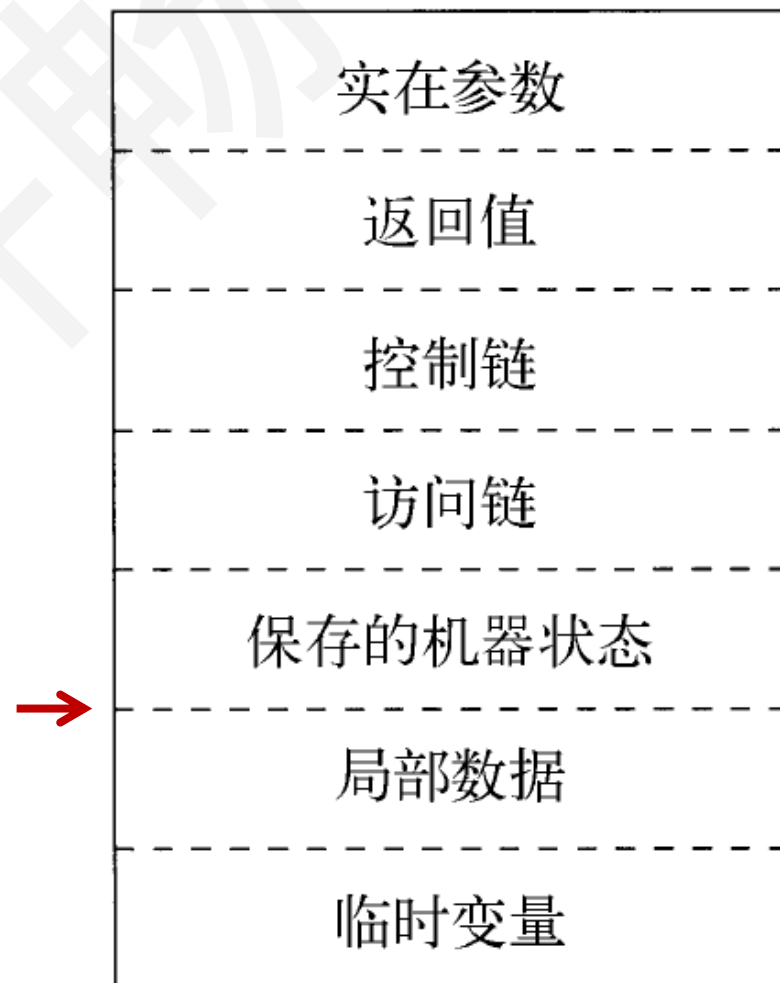 实在参数
返回值
控制链
访问链
保存的机器状态
局部数据
临时变量